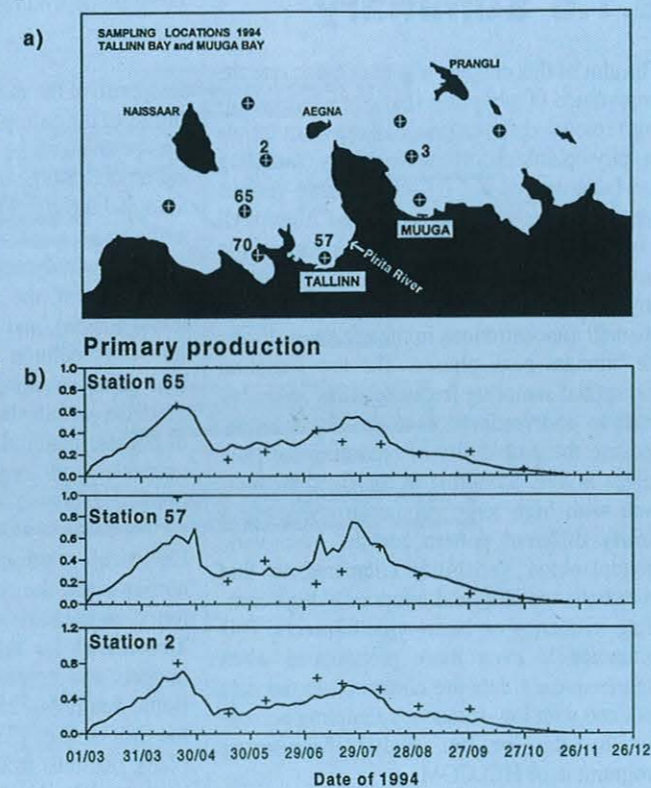 a)
SAMPLING LOCATIONS 1994
TALLINN BAY and MUUGA BAY
PRANGLI
NAISSAAR
AEGNA
2
3
65
MUUGA
70
57
Pirita River
TALLINN
Primary production
b)
1.0
Station 65
0.8
0.6
0.4
0.2
0.0
1.0
Station 57
0.8
0.6
0.4
0.2
0.0
1.2
Station 2
0.8
0.4
0.0
01/03 31/03 30/04 30/05 29/06 29/07 28/08 27/09 27/10 26/11 26/12
Date of 1994